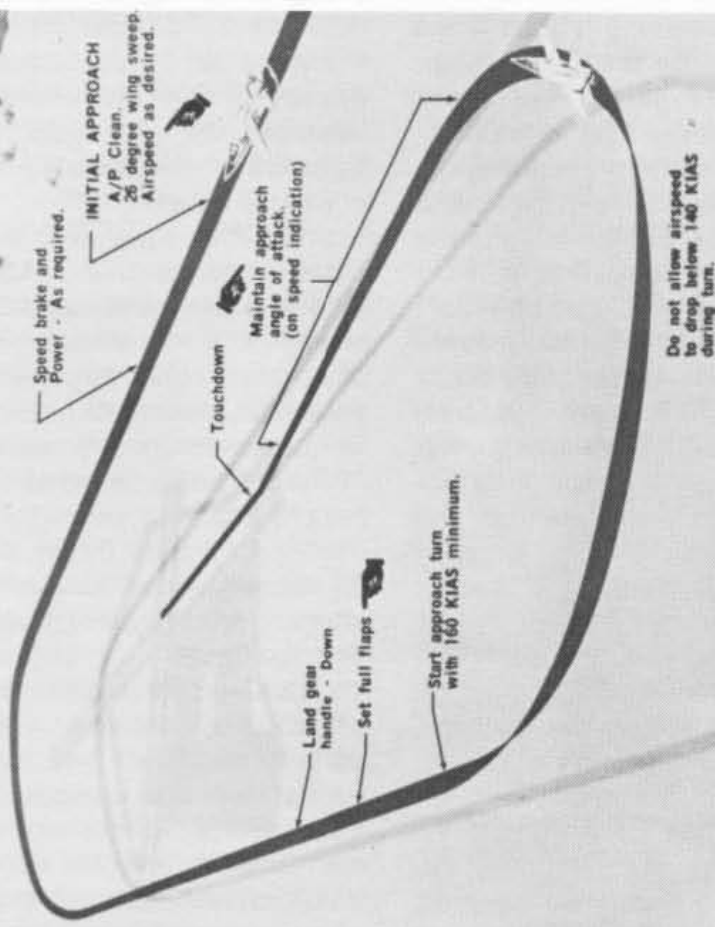 INITIAL APPROACH
A/P Clean.
26 degree wing sweep.
Airspeed as desired.
Speed brake and
Power - As required.
Land gear
handle - Down
Set full flaps
Start approach turn
with 160 KIAS minimum.
Do not allow airspeed
to drop below 140 KIAS
during turn.
Maintain approach
angle of attack.
(on speed indication)
Touchdown